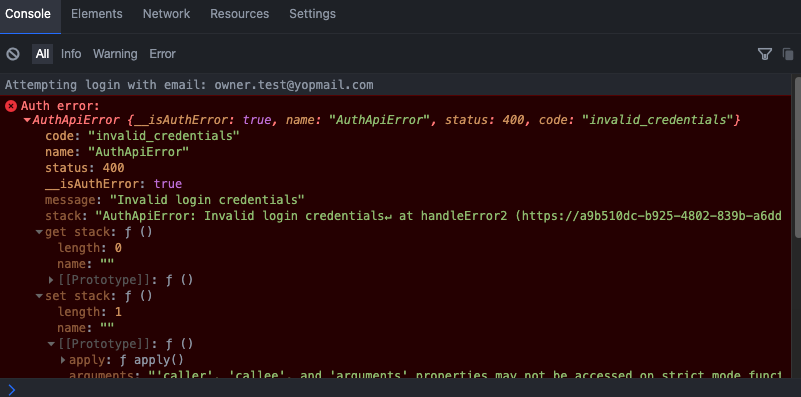 Console Elements Network Resources Settings
All Info Warning Error
Attempting login with email: owner.test@yopmail.com
Auth error:
AuthApiError {__isAuthError: true, name: "AuthApiError", status: 400, code: "invalid_credentials"}
code: "invalid_credentials"
name: "AuthApiError"
status: 400
__isAuthError: true
message: "Invalid login credentials"
stack: "AuthApiError: Invalid login credentials↵ at handleError2 (https://a9b510dc-b925-4802-839b-a6dd
get stack: ƒ ()
length: 0
name: ""
[[Prototype]]: ƒ ()
set stack: ƒ ()
length: 1
name: ""
[[Prototype]]: ƒ ()
apply: ƒ apply()
arguments: "'caller', 'callee', and 'arguments' properties may not be accessed on strict mode functi